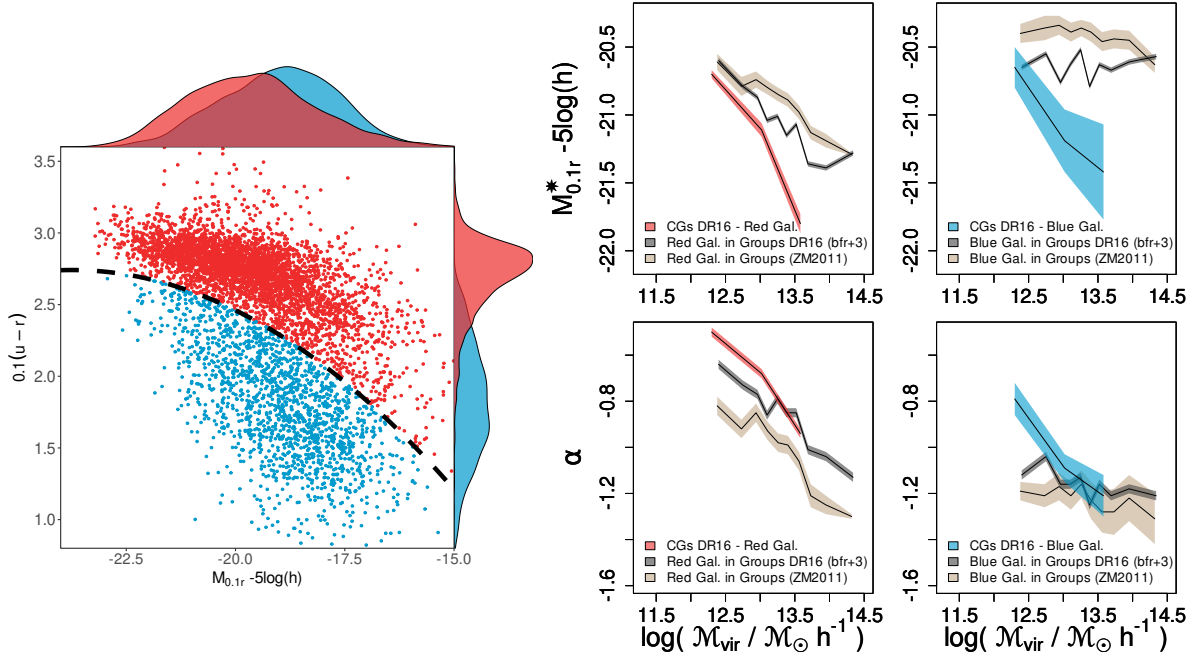 3.5
3.0
2.5
2.0
1.5
1.0
0.1(u − r)
-22.5 -20.0 -17.5 -15.0
M0.1r -5log(h)
-20.5
-21.0
-21.5
-22.0
M*0.1r -5log(h)
CGs DR16 - Red Gal.
Red Gal. in Groups DR16 (bfr+3)
Red Gal. in Groups (ZM2011)
11.5 12.5 13.5 14.5
-20.5
-21.0
-21.5
-22.0
CGs DR16 - Blue Gal.
Blue Gal. in Groups DR16 (bfr+3)
Blue Gal. in Groups (ZM2011)
11.5 12.5 13.5 14.5
-0.8
-1.2
-1.6
α
CGs DR16 - Red Gal.
Red Gal. in Groups DR16 (bfr+3)
Red Gal. in Groups (ZM2011)
11.5 12.5 13.5 14.5
log( ℳvir / ℳ⊙ h⁻¹)
-0.8
-1.2
-1.6
CGs DR16 - Blue Gal.
Blue Gal. in Groups DR16 (bfr+3)
Blue Gal. in Groups (ZM2011)
11.5 12.5 13.5 14.5
log( ℳvir / ℳ⊙ h⁻¹)